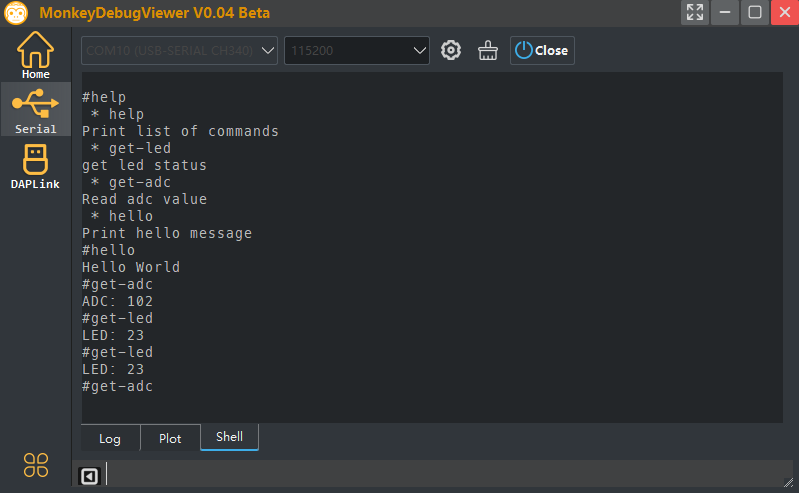 MonkeyDebugViewer V0.04 Beta
Home
Serial
DAPLink
COM10 (USB-SERIAL CH340)
115200
Close
#help
* help
Print list of commands
* get-led
get led status
* get-adc
Read adc value
* hello
Print hello message
#hello
Hello World
#get-adc
ADC: 102
#get-led
LED: 23
#get-led
LED: 23
#get-adc
Log
Plot
Shell